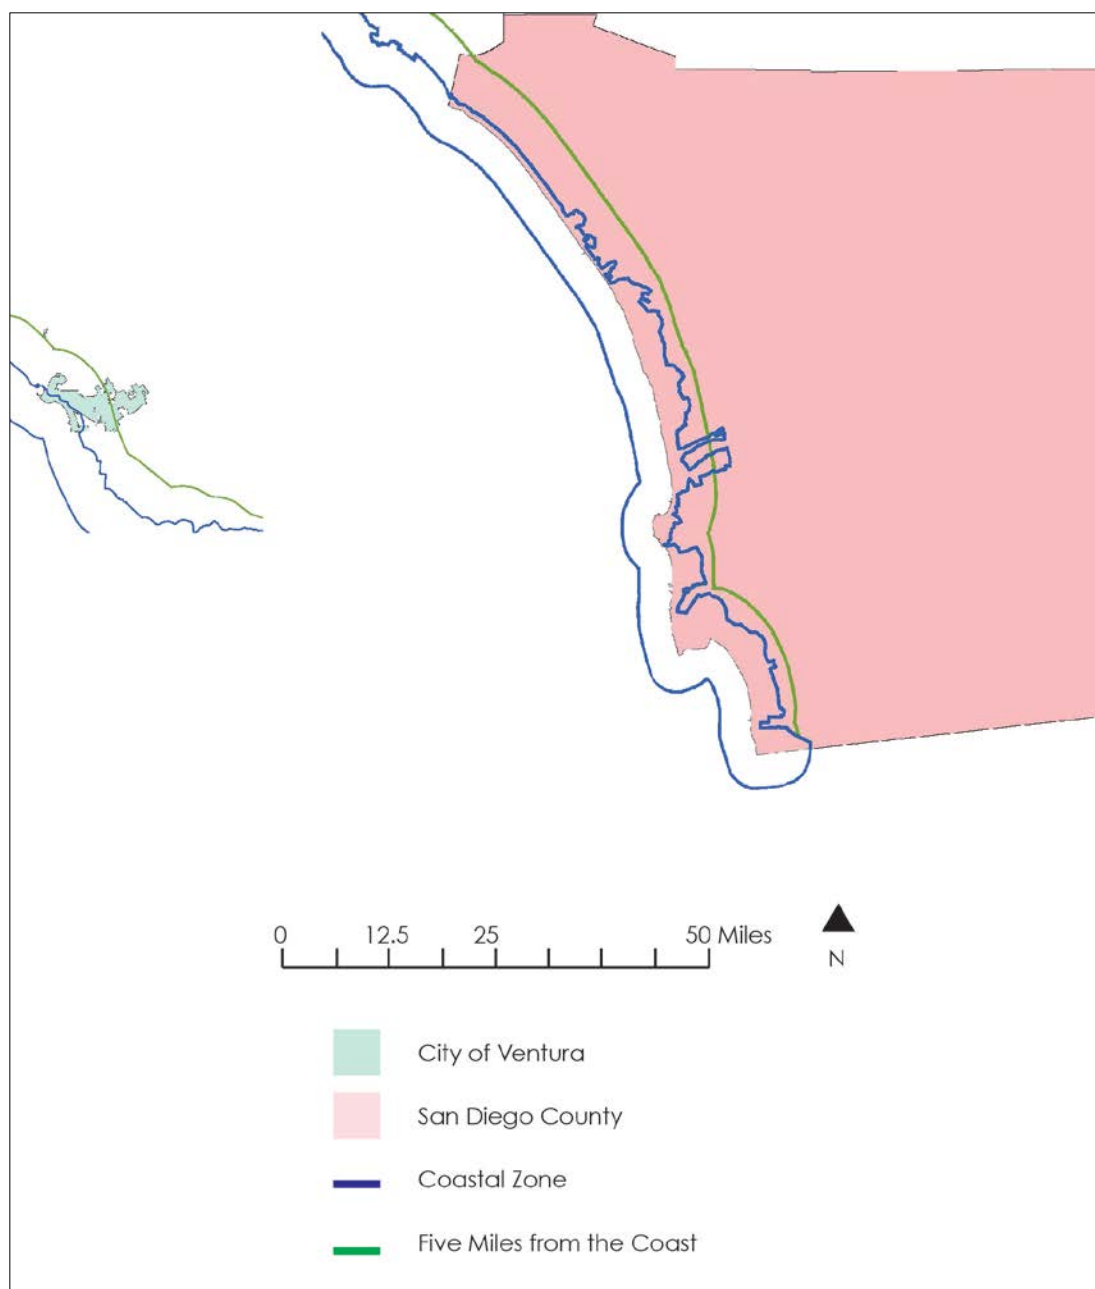 0 12.5 25 50 Miles
N
City of Ventura
San Diego County
Coastal Zone
Five Miles from the Coast